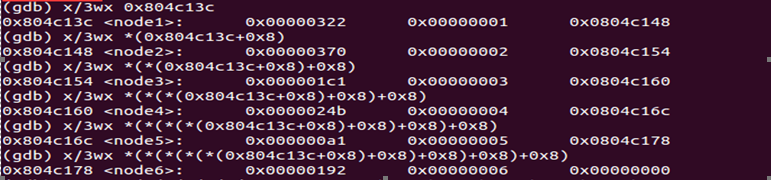 (gdb) x/3wx 0x804c13c
0x804c13c <node1>: 0x00000322 0x00000001 0x0804c148
(gdb) x/3wx *(0x804c13c+0x8)
0x804c148 <node2>: 0x00000370 0x00000002 0x0804c154
(gdb) x/3wx *(*(0x804c13c+0x8)+0x8)
0x804c154 <node3>: 0x000001c1 0x00000003 0x0804c160
(gdb) x/3wx *(*(*(0x804c13c+0x8)+0x8)+0x8)
0x804c160 <node4>: 0x0000024b 0x00000004 0x0804c16c
(gdb) x/3wx *(*(*(*(0x804c13c+0x8)+0x8)+0x8)+0x8)
0x804c16c <node5>: 0x000000a1 0x00000005 0x0804c178
(gdb) x/3wx *(*(*(*(*(0x804c13c+0x8)+0x8)+0x8)+0x8)+0x8)
0x804c178 <node6>: 0x00000192 0x00000006 0x00000000